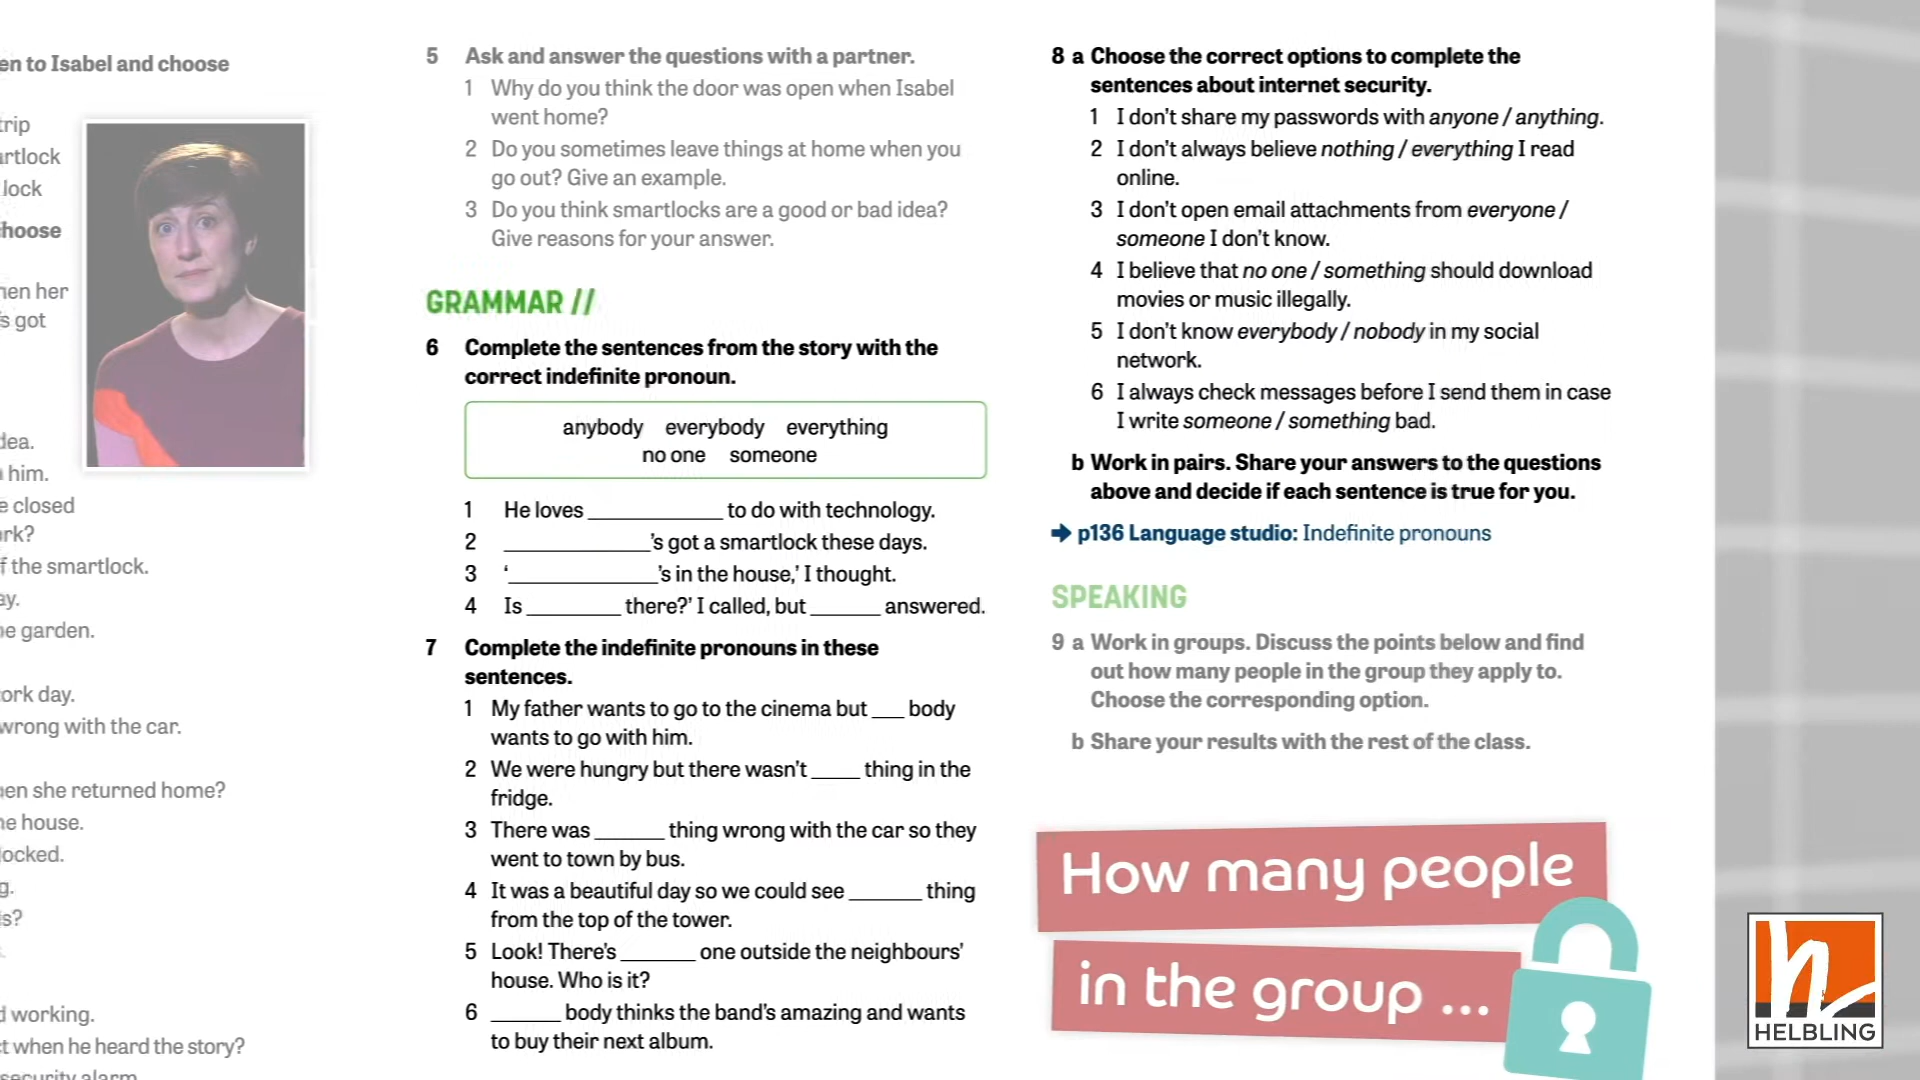 en to Isabel and choose
trip
artlock
lock
hoose
hen her
's got
dea.
him.
e closed
rk?
f the smartlock.
ay.
he garden.
ork day.
wrong with the car.
hen she returned home?
he house.
locked.
g.
s?
d working.
ct when he heard the story?
security alarm
5 Ask and answer the questions with a partner.
1 Why do you think the door was open when Isabel
went home?
2 Do you sometimes leave things at home when you
go out? Give an example.
3 Do you think smartlocks are a good or bad idea?
Give reasons for your answer.
GRAMMAR //
6 Complete the sentences from the story with the
correct indefinite pronoun.
anybody everybody everything
no one someone
1 He loves ____________ to do with technology.
2 _____________'s got a smartlock these days.
3 '_____________'s in the house,' I thought.
4 Is ________ there?' I called, but ______ answered.
7 Complete the indefinite pronouns in these
sentences.
1 My father wants to go to the cinema but ___ body
wants to go with him.
2 We were hungry but there wasn't ____ thing in the
fridge.
3 There was ______ thing wrong with the car so they
went to town by bus.
4 It was a beautiful day so we could see ______ thing
from the top of the tower.
5 Look! There's ______ one outside the neighbours'
house. Who is it?
6 ______ body thinks the band's amazing and wants
to buy their next album.
8 a Choose the correct options to complete the
sentences about internet security.
1 I don't share my passwords with anyone / anything.
2 I don't always believe nothing / everything I read
online.
3 I don't open email attachments from everyone /
someone I don't know.
4 I believe that no one / something should download
movies or music illegally.
5 I don't know everybody / nobody in my social
network.
6 I always check messages before I send them in case
I write someone / something bad.
b Work in pairs. Share your answers to the questions
above and decide if each sentence is true for you.
p136 Language studio: Indefinite pronouns
SPEAKING
9 a Work in groups. Discuss the points below and find
out how many people in the group they apply to.
Choose the corresponding option.
b Share your results with the rest of the class.
How many people
in the group ...
HELBLING